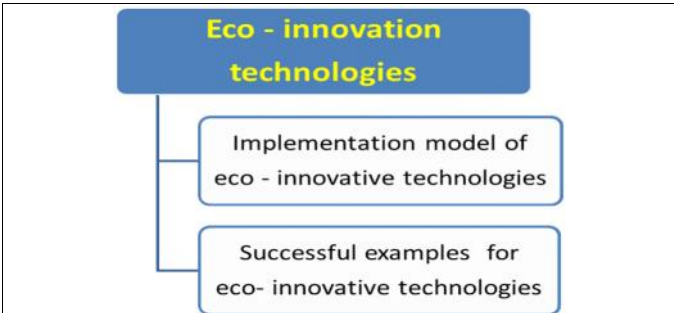 Eco - innovation
technologies
Implementation model of
eco - innovative technologies
Successful examples for
eco- innovative technologies